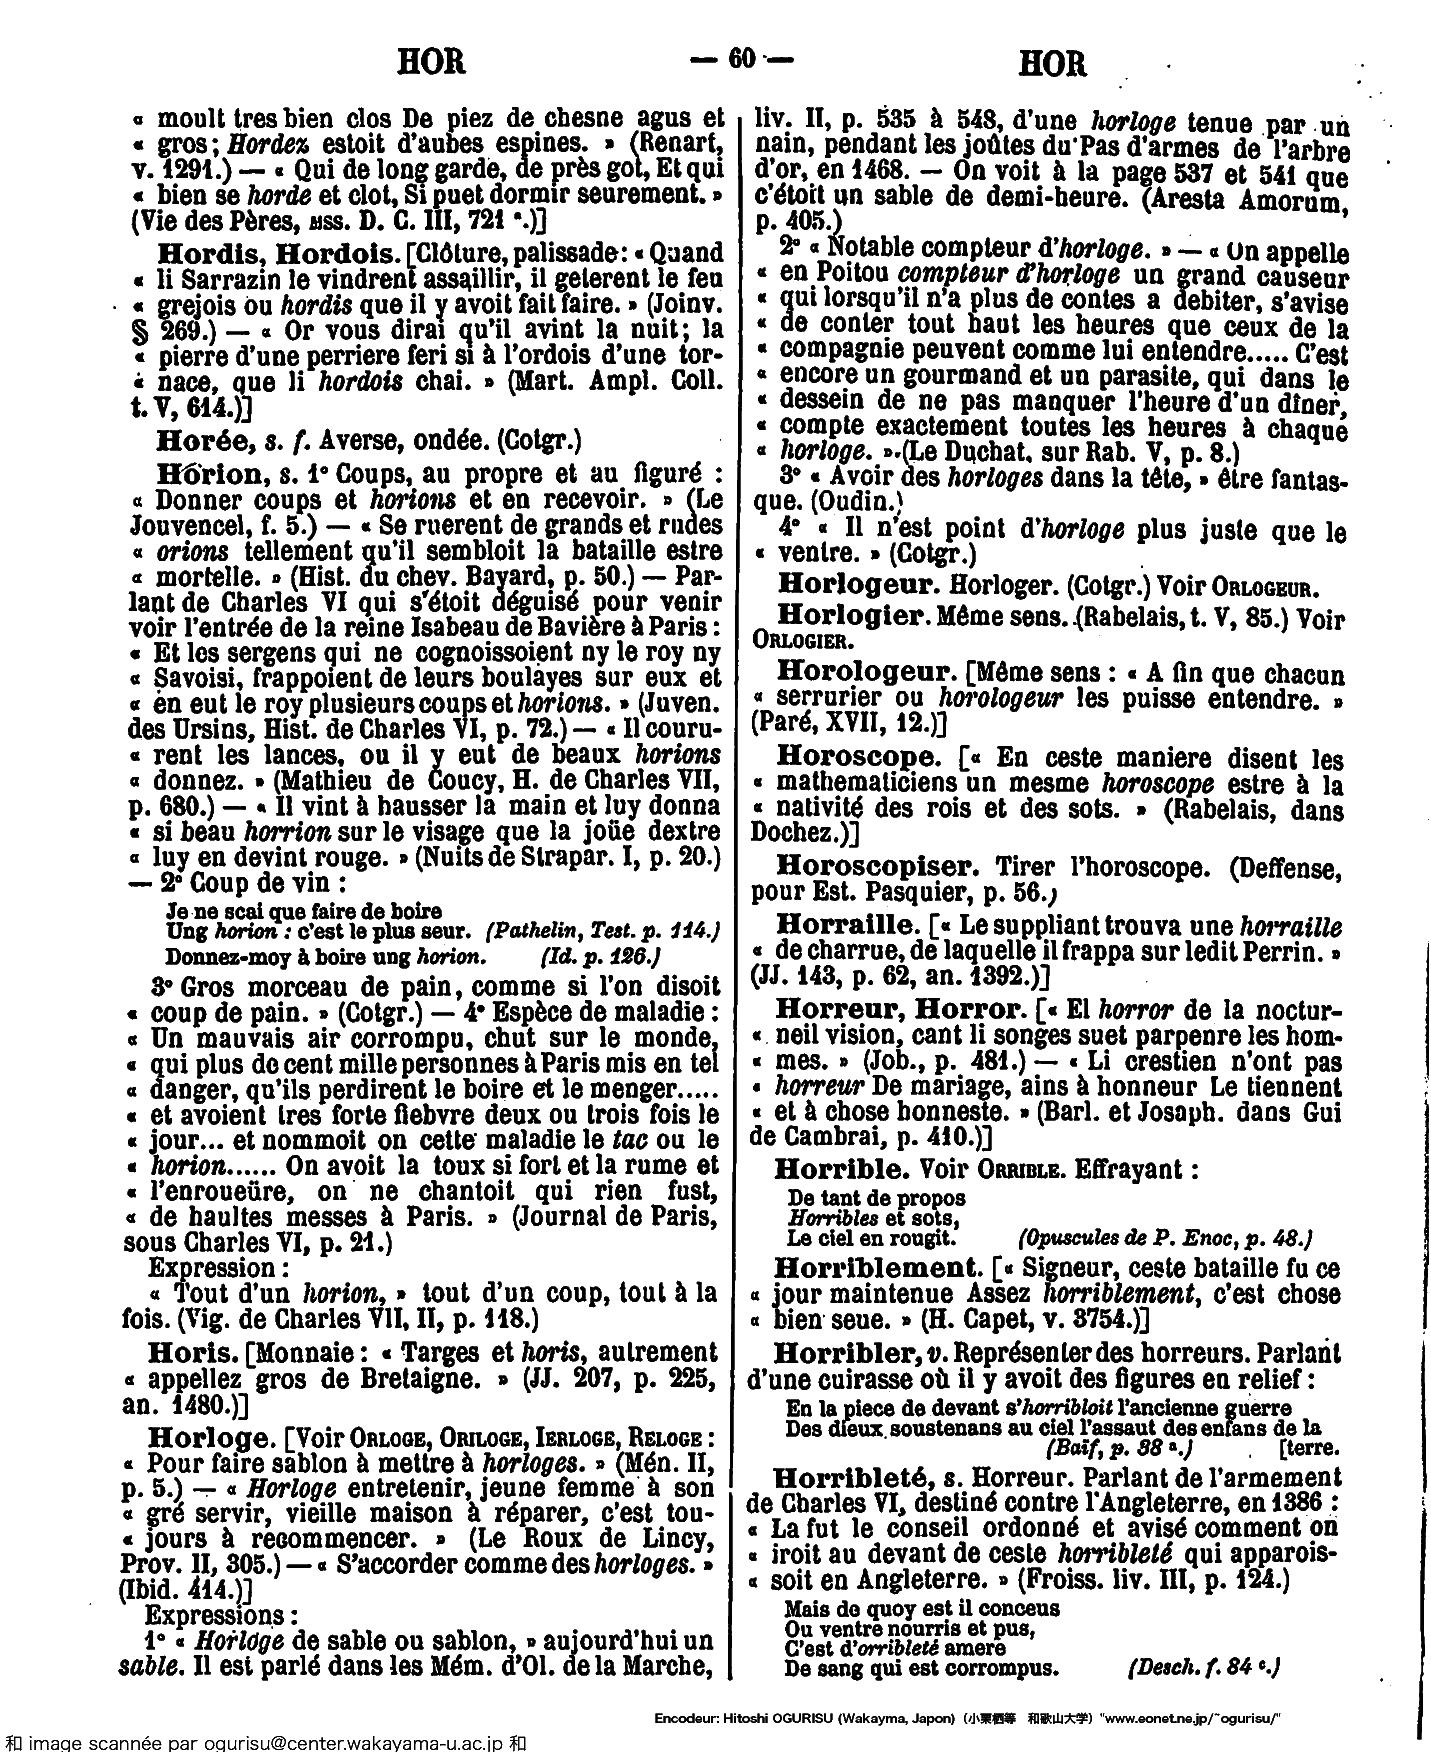 HOR — 60 — HOR
« moult tres bien clos De piez de chesne agus et
« gros; Hordez estoit d'aubes espines. » (Renart,
v. 1291.) — « Qui de long garde, de près got, Et qui
« bien se horde et clot, Si puet dormir seurement. »
(Vie des Pères, MSS. D. C. III, 721 ᵃ.)]
Hordis, Hordois. [Clôture, palissade: « Quand
« li Sarrazin le vindrent assaillir, il geterent le feu
« grejois ou hordis que il y avoit fait faire. » (Joinv.
§ 269.) — « Or vous dirai qu'il avint la nuit; la
« pierre d'une perriere feri si à l'ordois d'une tor-
« nace, que li hordois chai. » (Mart. Ampl. Coll.
t. V, 614.)]
Horée, s. f. Averse, ondée. (Cotgr.)
Horion, s. 1° Coups, au propre et au figuré :
« Donner coups et horions et en recevoir. » (Le
Jouvencel, f. 5.) — « Se ruerent de grands et rudes
« orions tellement qu'il sembloit la bataille estre
« mortelle. » (Hist. du chev. Bayard, p. 50.) — Par-
lant de Charles VI qui s'étoit déguisé pour venir
voir l'entrée de la reine Isabeau de Bavière à Paris :
« Et les sergens qui ne cognoissoient ny le roy ny
« Savoisi, frappoient de leurs boulayes sur eux et
« en eut le roy plusieurs coups et horions. » (Juven.
des Ursins, Hist. de Charles VI, p. 72.) — « Il couru-
« rent les lances, ou il y eut de beaux horions
« donnez. » (Mathieu de Coucy, H. de Charles VII,
p. 680.) — « Il vint à hausser la main et luy donna
« si beau horrion sur le visage que la joüe dextre
« luy en devint rouge. » (Nuits de Strapar. I, p. 20.)
— 2° Coup de vin :
Je ne scai que faire de boire
Ung horion : c'est le plus seur. (Pathelin, Test. p. 114.)
Donnez-moy à boire ung horion. (Id. p. 126.)
3° Gros morceau de pain, comme si l'on disoit
« coup de pain. » (Cotgr.) — 4° Espèce de maladie :
« Un mauvais air corrompu, chut sur le monde,
« qui plus de cent mille personnes à Paris mis en tel
« danger, qu'ils perdirent le boire et le menger.....
« et avoient tres forte fiebvre deux ou trois fois le
« jour... et nommoit on cette maladie le tac ou le
« horion...... On avoit la toux si fort et la rume et
« l'enroueüre, on ne chantoit qui rien fust,
« de haultes messes à Paris. » (Journal de Paris,
sous Charles VI, p. 21.)
Expression :
« Tout d'un horion, » tout d'un coup, tout à la
fois. (Vig. de Charles VII, II, p. 118.)
Horis. [Monnaie : « Targes et horis, autrement
« appellez gros de Bretaigne. » (JJ. 207, p. 225,
an. 1480.)]
Horloge. [Voir ORLOGE, ORILOGE, IERLOGE, RELOGE :
« Pour faire sablon à mettre à horloges. » (Mén. II,
p. 5.) — « Horloge entretenir, jeune femme à son
« gré servir, vieille maison à réparer, c'est tou-
« jours à recommencer. » (Le Roux de Lincy,
Prov. II, 305.) — « S'accorder comme des horloges. »
(Ibid. 414.)]
Expressions :
1° « Horloge de sable ou sablon, » aujourd'hui un
sable. Il est parlé dans les Mém. d'Ol. de la Marche,
liv. II, p. 535 à 548, d'une horloge tenue par un
nain, pendant les joûtes du Pas d'armes de l'arbre
d'or, en 1468. — On voit à la page 537 et 541 que
c'étoit un sable de demi-heure. (Aresta Amorum,
p. 405.)
2° « Notable compteur d'horloge. » — « On appelle
« en Poitou compteur d'horloge un grand causeur
« qui lorsqu'il n'a plus de contes a debiter, s'avise
« de conter tout haut les heures que ceux de la
« compagnie peuvent comme lui entendre..... C'est
« encore un gourmand et un parasite, qui dans le
« dessein de ne pas manquer l'heure d'un dîner,
« compte exactement toutes les heures à chaque
« horloge. » (Le Duchat, sur Rab. V, p. 8.)
3° « Avoir des horloges dans la tête, » être fantas-
que. (Oudin.)
4° « Il n'est point d'horloge plus juste que le
« ventre. » (Cotgr.)
Horlogeur. Horloger. (Cotgr.) Voir ORLOGEUR.
Horlogier. Même sens. (Rabelais, t. V, 85.) Voir
ORLOGIER.
Horologeur. [Même sens : « A fin que chacun
« serrurier ou horologeur les puisse entendre. »
(Paré, XVII, 12.)]
Horoscope. [« En ceste maniere disent les
« mathematiciens un mesme horoscope estre à la
« nativité des rois et des sots. » (Rabelais, dans
Dochez.)]
Horoscopiser. Tirer l'horoscope. (Deffense,
pour Est. Pasquier, p. 56.)
Horraille. [« Le suppliant trouva une horraille
« de charrue, de laquelle il frappa sur ledit Perrin. »
(JJ. 143, p. 62, an. 1392.)]
Horreur, Horror. [« El horror de la noctur-
« neil vision, cant li songes suet parpenre les hom-
« mes. » (Job., p. 481.) — « Li crestien n'ont pas
« horreur De mariage, ains à honneur Le tiennent
« et à chose honneste. » (Barl. et Josaph. dans Gui
de Cambrai, p. 410.)]
Horrible. Voir ORRIBLE. Effrayant :
De tant de propos
Horribles et sots,
Le ciel en rougit. (Opuscules de P. Enoc, p. 48.)
Horriblement. [« Signeur, ceste bataille fu ce
« jour maintenue Assez horriblement, c'est chose
« bien seue. » (H. Capet, v. 3754.)]
Horribler, v. Représenter des horreurs. Parlant
d'une cuirasse où il y avoit des figures en relief :
En la piece de devant s'horribloit l'ancienne guerre
Des dieux soustenans au ciel l'assaut des enfans de la
(Baïf, p. 38 ᵃ.) [terre.
Horribleté, s. Horreur. Parlant de l'armement
de Charles VI, destiné contre l'Angleterre, en 1386 :
« La fut le conseil ordonné et avisé comment on
« iroit au devant de ceste horribleté qui apparois-
« soit en Angleterre. » (Froiss. liv. III, p. 124.)
Mais de quoy est il conceus
Ou ventre nourris et pus,
C'est d'orribleté amere
De sang qui est corrompus. (Desch. f. 84 ᶜ.)
Encodeur: Hitoshi OGURISU (Wakayma, Japon) (小栗栖等 和歌山大学) "www.eonet.ne.jp/~ogurisu/"
和 image scannée par ogurisu@center.wakayama-u.ac.jp 和